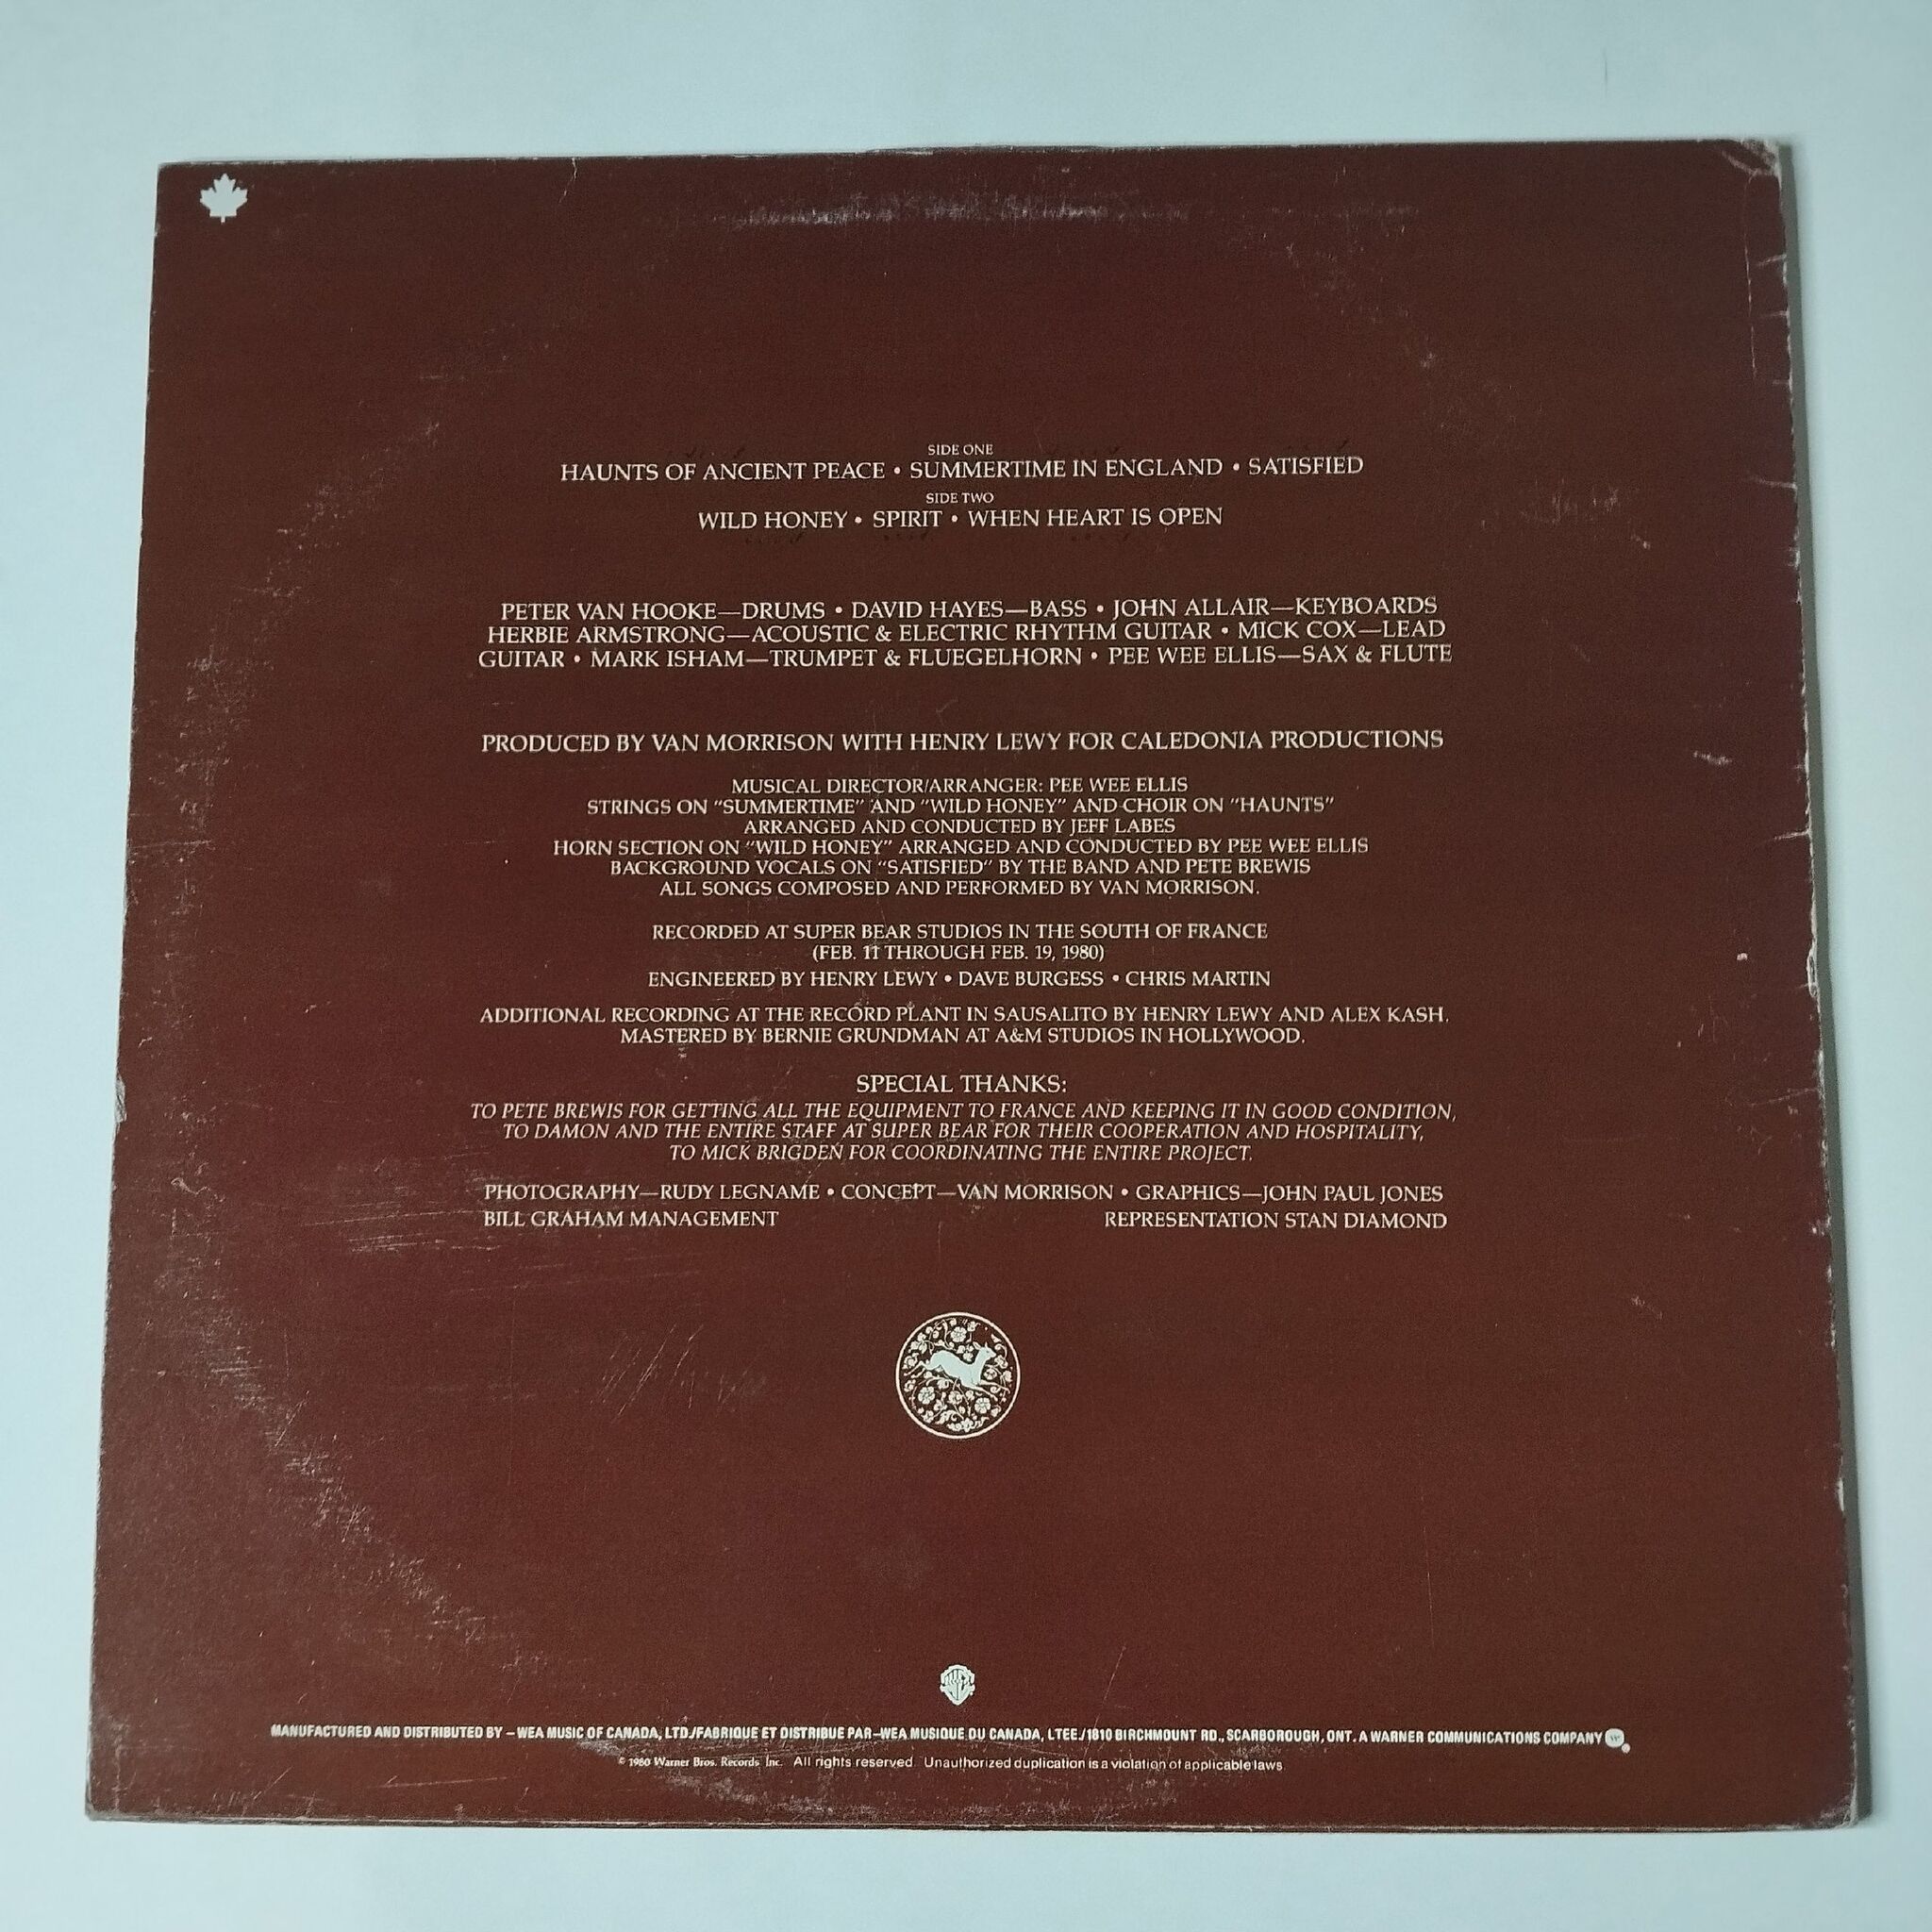 SIDE ONE
HAUNTS OF ANCIENT PEACE • SUMMERTIME IN ENGLAND • SATISFIED
SIDE TWO
WILD HONEY • SPIRIT • WHEN HEART IS OPEN
PETER VAN HOOKE—DRUMS • DAVID HAYES—BASS • JOHN ALLAIR—KEYBOARDS
HERBIE ARMSTRONG—ACOUSTIC & ELECTRIC RHYTHM GUITAR • MICK COX—LEAD
GUITAR • MARK ISHAM—TRUMPET & FLUEGELHORN • PEE WEE ELLIS—SAX & FLUTE
PRODUCED BY VAN MORRISON WITH HENRY LEWY FOR CALEDONIA PRODUCTIONS
MUSICAL DIRECTOR/ARRANGER: PEE WEE ELLIS
STRINGS ON "SUMMERTIME" AND "WILD HONEY" AND CHOIR ON "HAUNTS"
ARRANGED AND CONDUCTED BY JEFF LABES
HORN SECTION ON "WILD HONEY" ARRANGED AND CONDUCTED BY PEE WEE ELLIS
BACKGROUND VOCALS ON "SATISFIED" BY THE BAND AND PETE BREWIS
ALL SONGS COMPOSED AND PERFORMED BY VAN MORRISON.
RECORDED AT SUPER BEAR STUDIOS IN THE SOUTH OF FRANCE
(FEB. 11 THROUGH FEB. 19, 1980)
ENGINEERED BY HENRY LEWY • DAVE BURGESS • CHRIS MARTIN
ADDITIONAL RECORDING AT THE RECORD PLANT IN SAUSALITO BY HENRY LEWY AND ALEX KASH.
MASTERED BY BERNIE GRUNDMAN AT A&M STUDIOS IN HOLLYWOOD.
SPECIAL THANKS:
TO PETE BREWIS FOR GETTING ALL THE EQUIPMENT TO FRANCE AND KEEPING IT IN GOOD CONDITION,
TO DAMON AND THE ENTIRE STAFF AT SUPER BEAR FOR THEIR COOPERATION AND HOSPITALITY,
TO MICK BRIGDEN FOR COORDINATING THE ENTIRE PROJECT.
PHOTOGRAPHY—RUDY LEGNAME • CONCEPT—VAN MORRISON • GRAPHICS—JOHN PAUL JONES
BILL GRAHAM MANAGEMENT REPRESENTATION STAN DIAMOND
MANUFACTURED AND DISTRIBUTED BY – WEA MUSIC OF CANADA, LTD./FABRIQUE ET DISTRIBUE PAR–WEA MUSIQUE DU CANADA, LTEE./1810 BIRCHMOUNT RD., SCARBOROUGH, ONT. A WARNER COMMUNICATIONS COMPANY
© 1980 Warner Bros. Records Inc. All rights reserved. Unauthorized duplication is a violation of applicable laws.